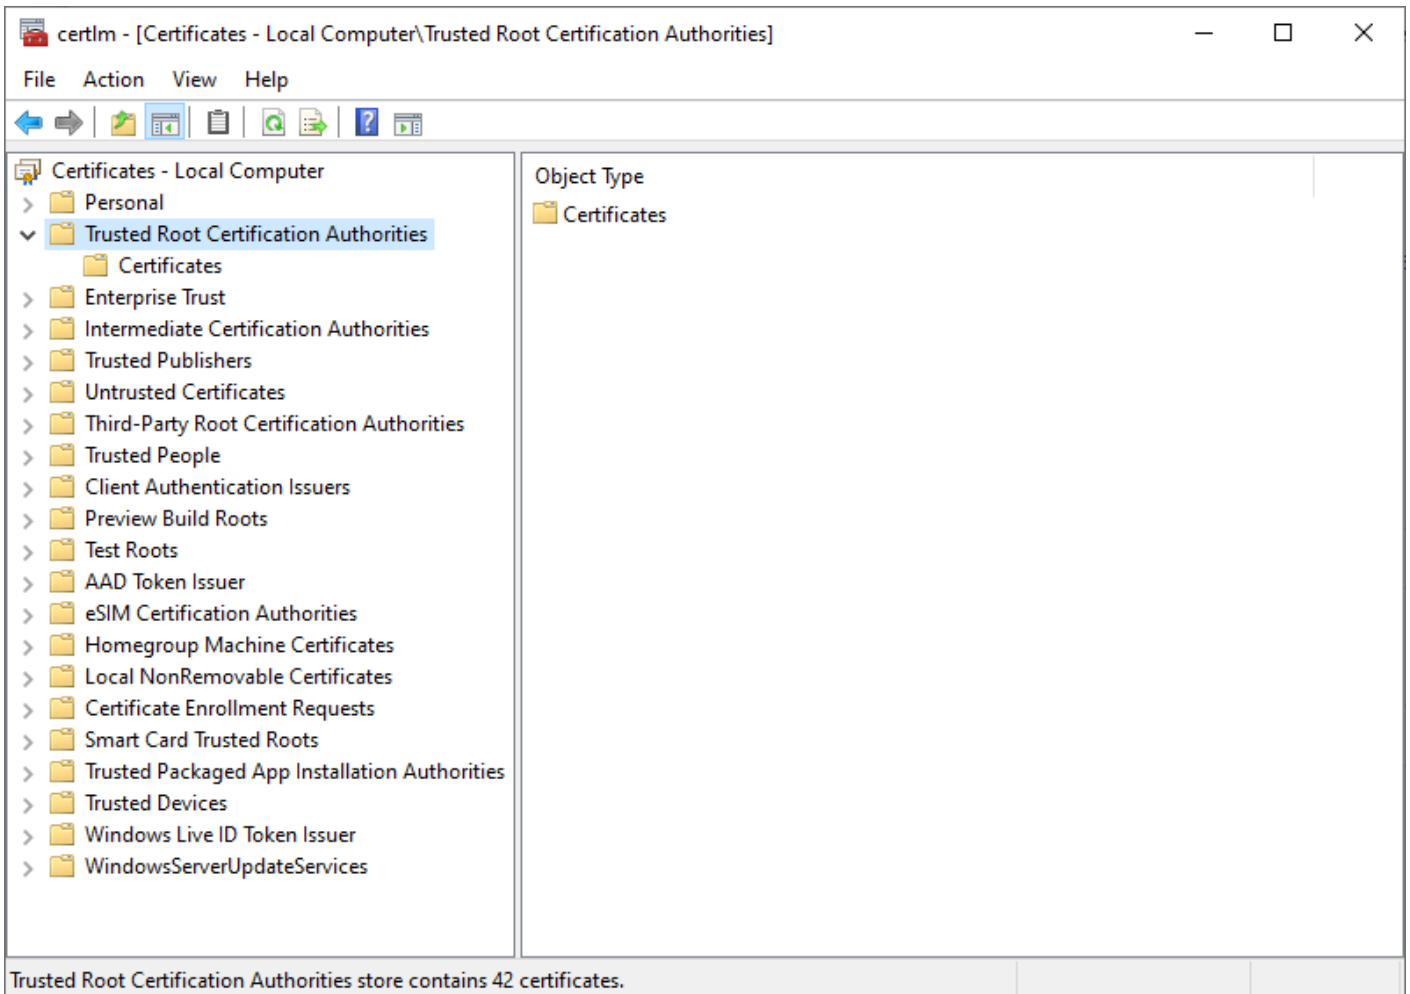 certlm - [Certificates - Local Computer\Trusted Root Certification Authorities]
File Action View Help
Certificates - Local Computer
Personal
Trusted Root Certification Authorities
Certificates
Enterprise Trust
Intermediate Certification Authorities
Trusted Publishers
Untrusted Certificates
Third-Party Root Certification Authorities
Trusted People
Client Authentication Issuers
Preview Build Roots
Test Roots
AAD Token Issuer
eSIM Certification Authorities
Homegroup Machine Certificates
Local NonRemovable Certificates
Certificate Enrollment Requests
Smart Card Trusted Roots
Trusted Packaged App Installation Authorities
Trusted Devices
Windows Live ID Token Issuer
WindowsServerUpdateServices
Object Type
Certificates
Trusted Root Certification Authorities store contains 42 certificates.